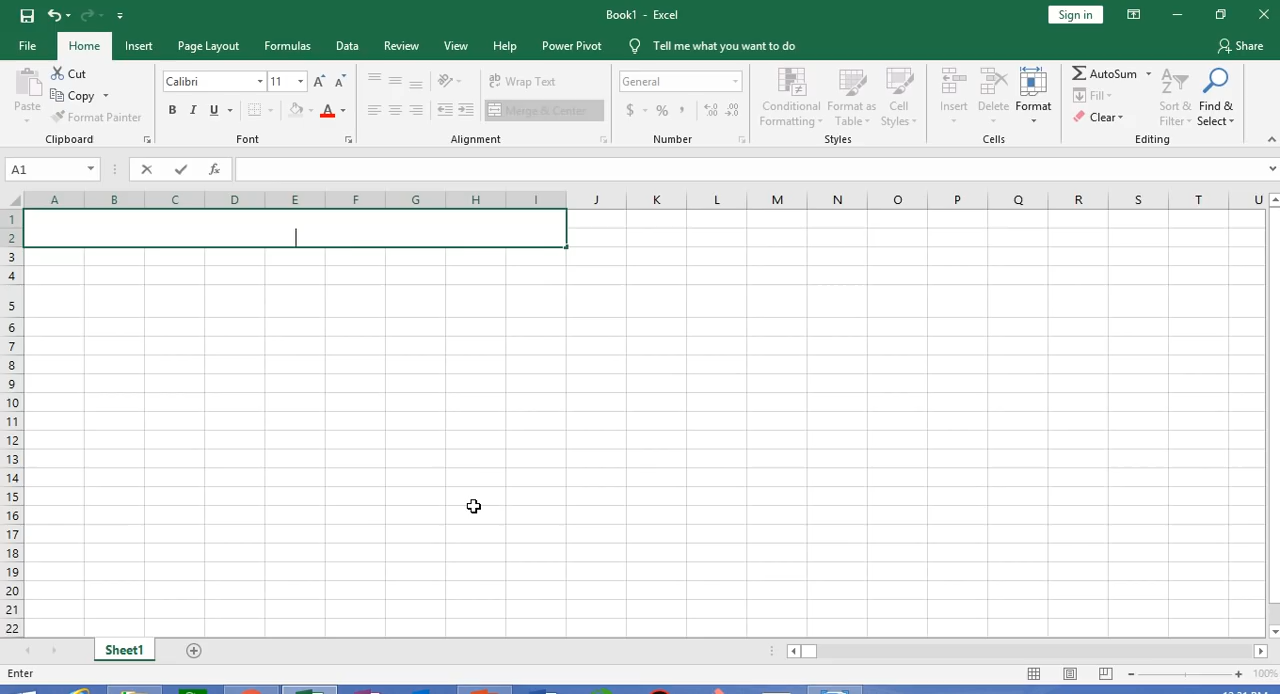 Book1 - Excel
Sign in
File Home Insert Page Layout Formulas Data Review View Help Power Pivot Tell me what you want to do Share
Paste
Cut
Copy
Format Painter
Clipboard
Calibri 11 A A
B I U A
Font
Wrap Text
Merge & Center
Alignment
General
$ % , .00 .0
Number
Conditional Formatting
Format as Table
Cell Styles
Styles
Insert Delete Format
Cells
AutoSum
Fill
Clear
Sort & Filter
Find & Select
Editing
A1 fx
A B C D E F G H I J K L M N O P Q R S T U
1
2
3
4
5
6
7
8
9
10
11
12
13
14
15
16
17
18
19
20
21
22
Sheet1
Enter
100%